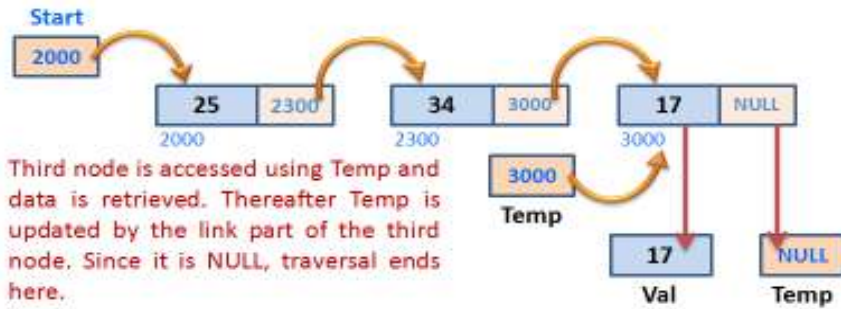 Start
2000
25 2300 34 3000 17 NULL
2000 2300 3000
Third node is accessed using Temp and
data is retrieved. Thereafter Temp is
updated by the link part of the third
node. Since it is NULL, traversal ends
here.
3000
Temp
17 NULL
Val Temp